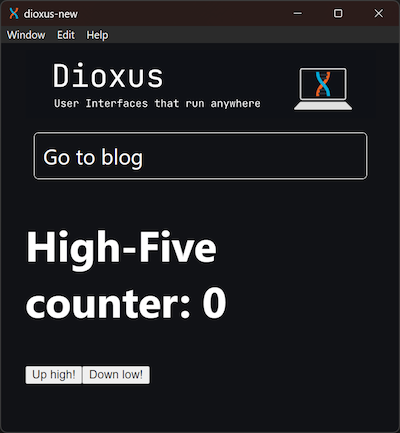 dioxus-new
Window Edit Help
Dioxus
User Interfaces that run anywhere
Go to blog
High-Five
counter: 0
Up high! Down low!